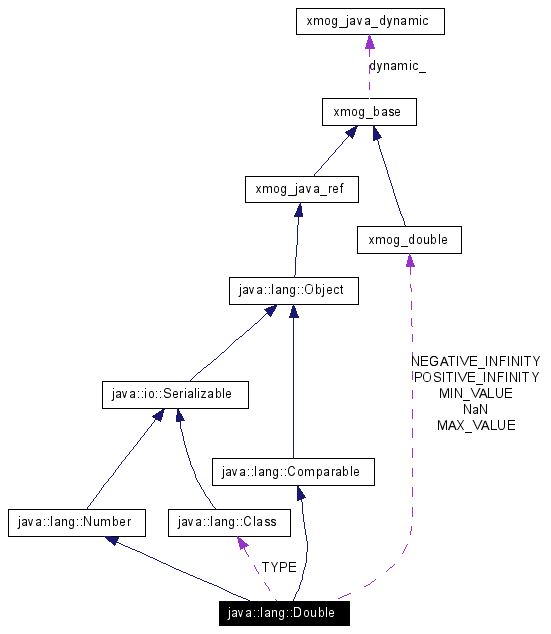 xmog_java_dynamic
dynamic_
xmog_base
xmog_java_ref
xmog_double
java::lang::Object
NEGATIVE_INFINITY
POSITIVE_INFINITY
MIN_VALUE
NaN
MAX_VALUE
java::io::Serializable
java::lang::Comparable
java::lang::Number
java::lang::Class
TYPE
java::lang::Double